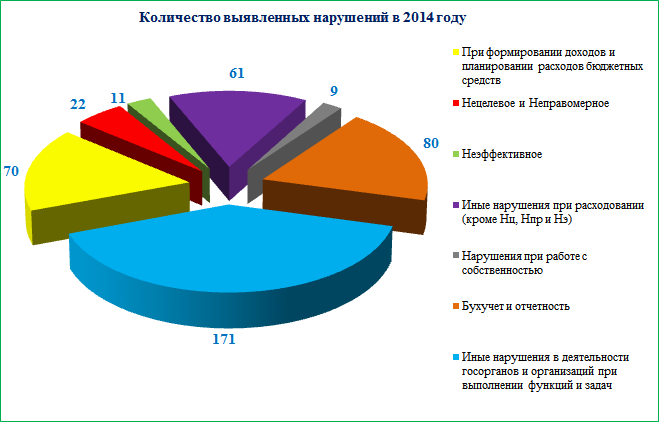 Количество выявленных нарушений в 2014 году
61
9
11
22
80
70
171
При формировании доходов и
планировании расходов бюджетных
средств
Нецелевое и Неправомерное
Неэффективное
Иные нарушения при расходовании
(кроме Нц, Нпр и Нэ)
Нарушения при работе с
собственностью
Бухучет и отчетность
Иные нарушения в деятельности
госорганов и организаций при
выполнении функций и задач